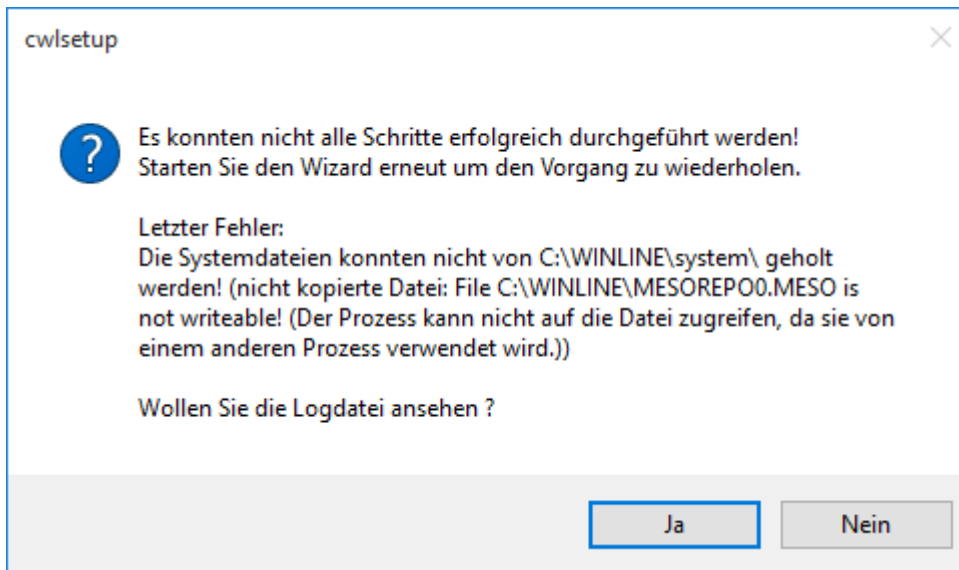 cwlsetup
Es konnten nicht alle Schritte erfolgreich durchgeführt werden!
Starten Sie den Wizard erneut um den Vorgang zu wiederholen.
Letzter Fehler:
Die Systemdateien konnten nicht von C:\WINLINE\system\ geholt
werden! (nicht kopierte Datei: File C:\WINLINE\MESOREPO0.MESO is
not writeable! (Der Prozess kann nicht auf die Datei zugreifen, da sie von
einem anderen Prozess verwendet wird.))
Wollen Sie die Logdatei ansehen ?
Ja
Nein